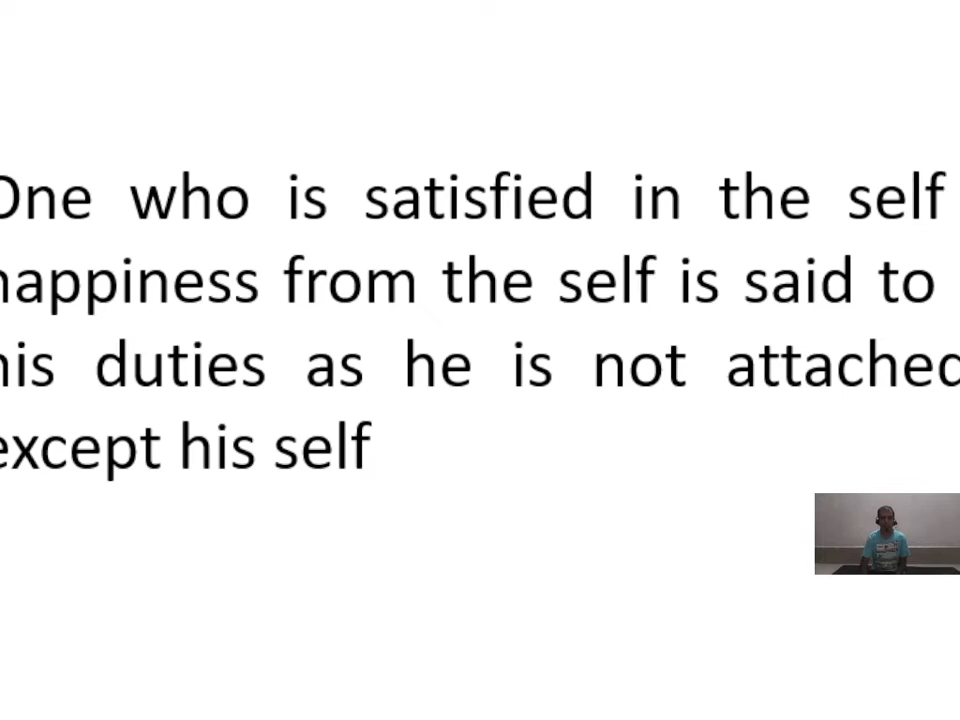 One who is satisfied in the self
happiness from the self is said to
his duties as he is not attached
except his self